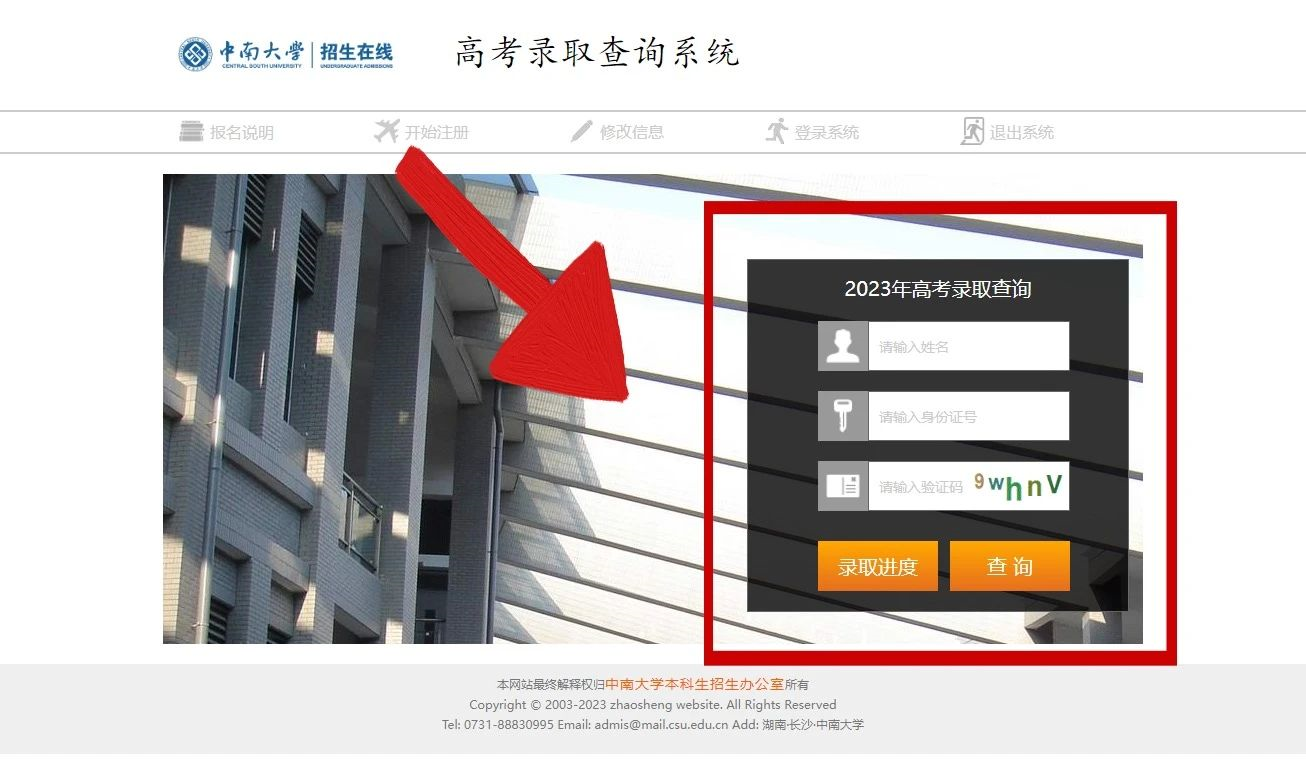 中南大学 招生在线
CENTRAL SOUTH UNIVERSITY UNDERGRADUATE ADMISSIONS
高考录取查询系统
报名说明 开始注册 修改信息 登录系统 退出系统
2023年高考录取查询
请输入姓名
请输入身份证号
请输入验证码 9whnV
录取进度 查 询
本网站最终解释权归中南大学本科生招生办公室所有
Copyright © 2003-2023 zhaosheng website. All Rights Reserved
Tel: 0731-88830995 Email: admis@mail.csu.edu.cn Add: 湖南·长沙·中南大学